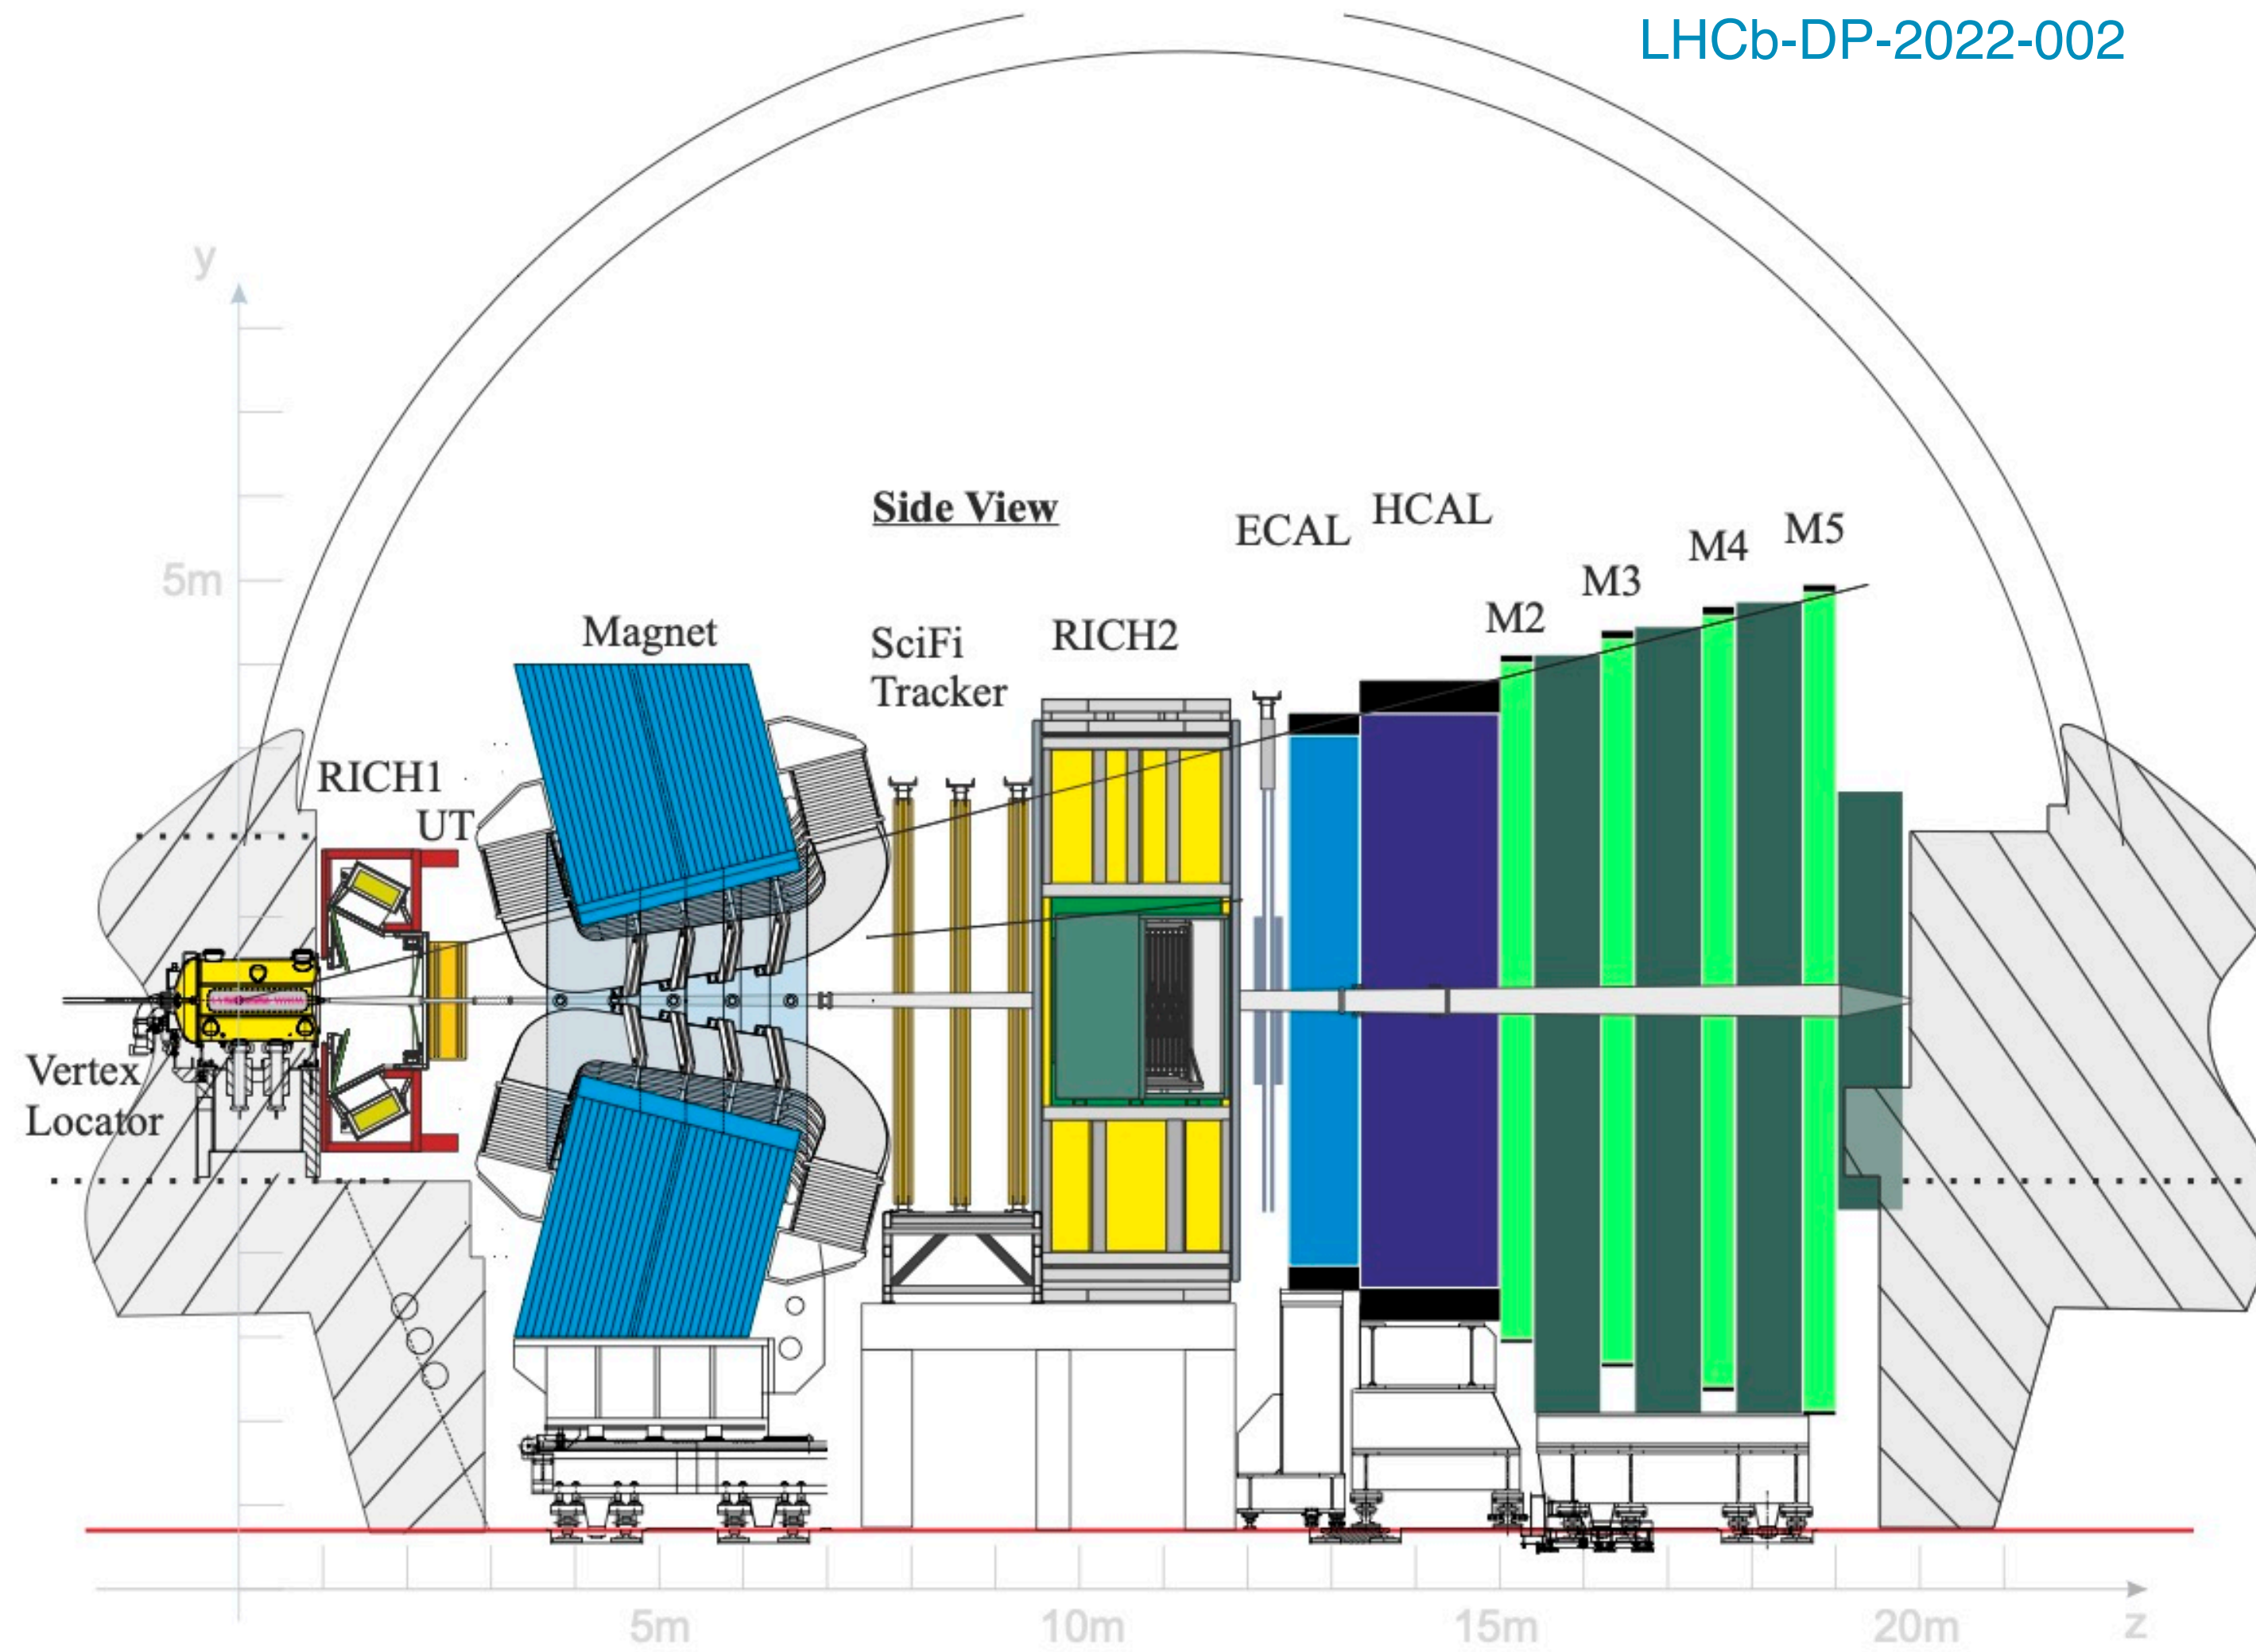 LHCb-DP-2022-002
y
Side View
ECAL
HCAL
M5
M4
5m
M3
M2
Magnet
SciFi
Tracker
RICH2
RICH1
UT
Vertex
Locator
5m
10m
15m
20m
z